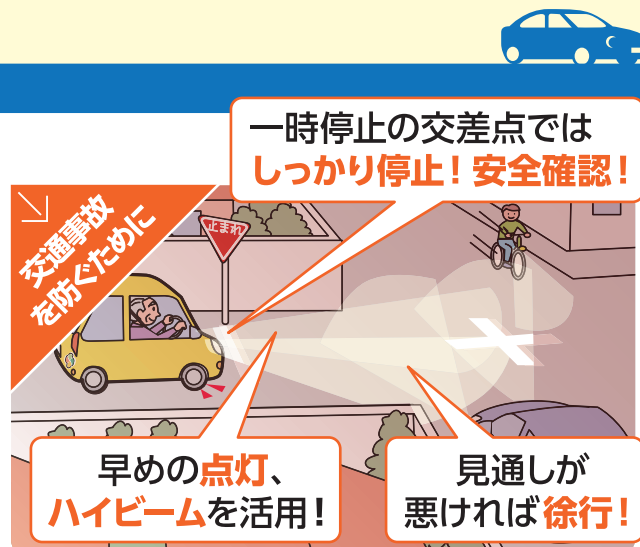 一時停止の交差点では
しっかり停止！安全確認！
交通事故
を防ぐために
止まれ
早めの点灯、
ハイビームを活用！
見通しが
悪ければ徐行！